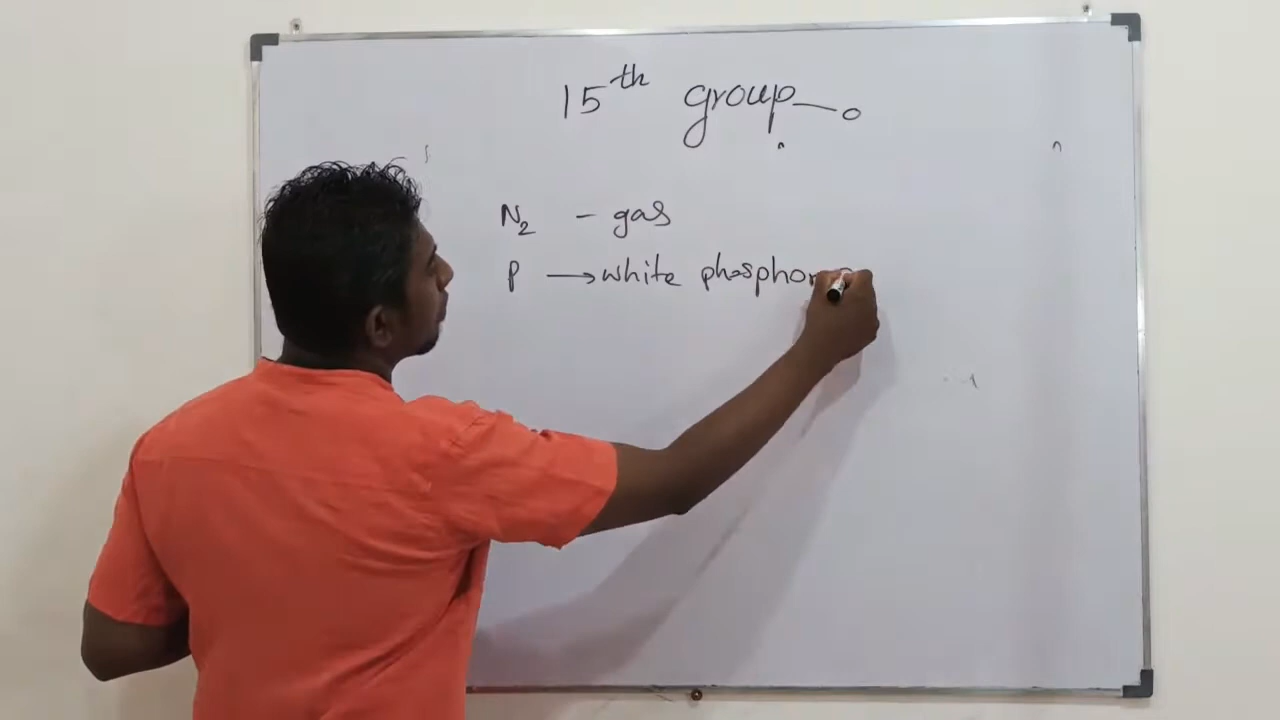 15th group
N2 - gas
P → white phosphor